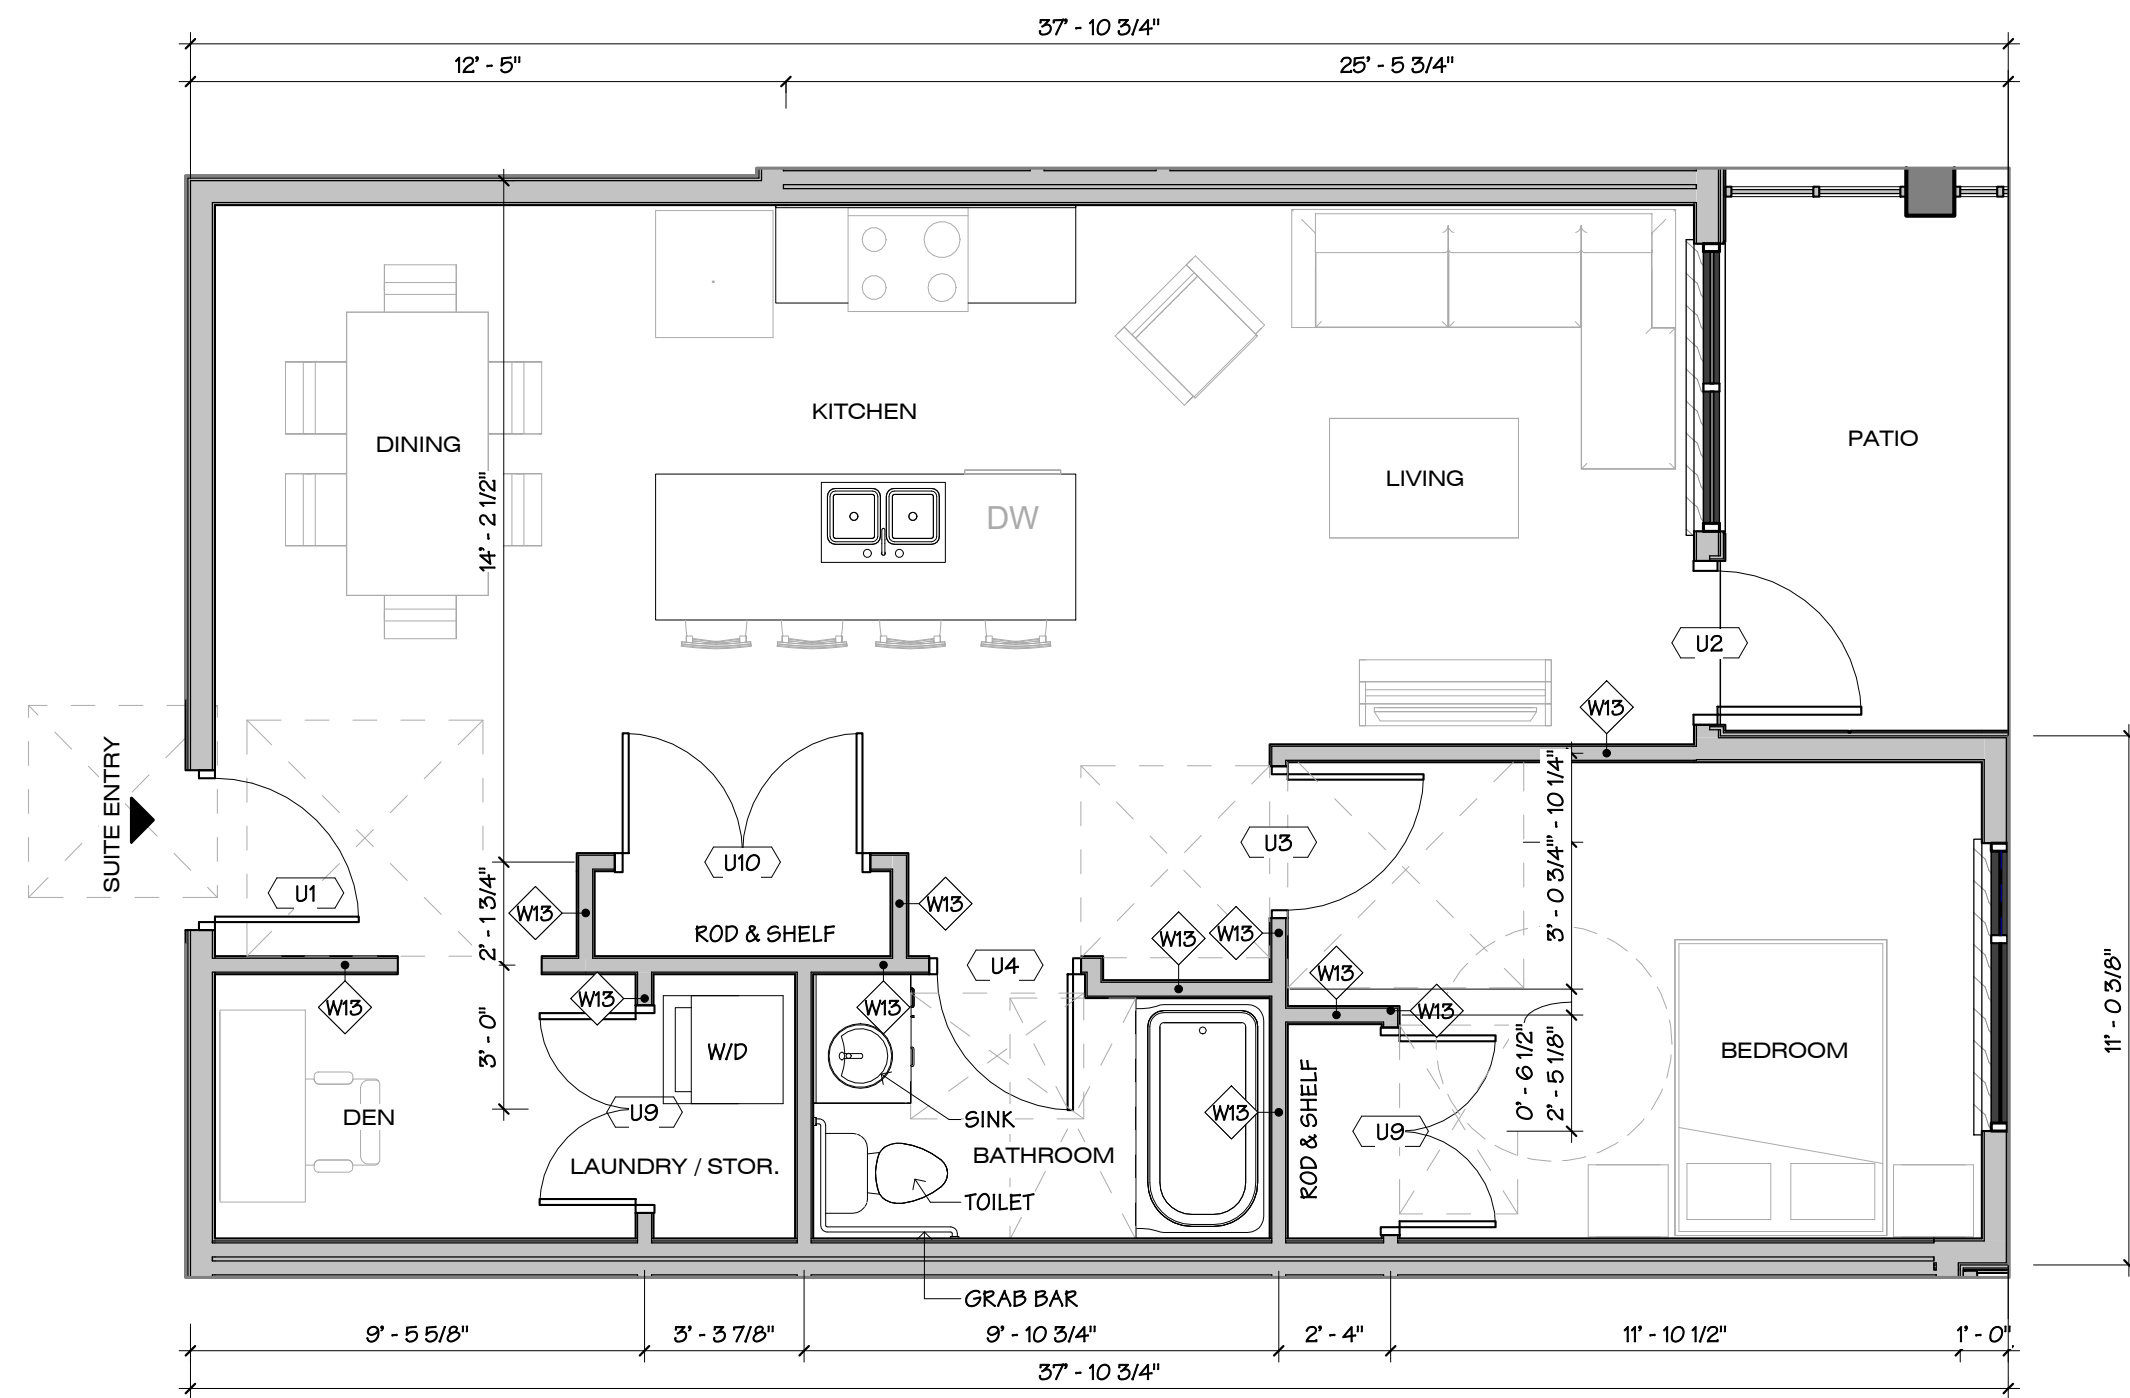 37' - 10 3/4"
12' - 5"
25' - 5 3/4"
KITCHEN
DINING
PATIO
LIVING
14' - 2 1/2"
DW
U2
W13
SUITE ENTRY
3' - 10 1/4"
U3
U10
U1
2' - 1 3/4"
W13
W13
3' - 0 3/4"
ROD & SHELF
W13
W13
U4
W13
W13
W13
W13
W13
11' - 0 3/8"
3' - 0"
W/D
0' - 6 1/2"
2' - 5 1/8"
BEDROOM
DEN
U9
SINK
W13
ROD & SHELF
U9
LAUNDRY / STOR.
BATHROOM
TOILET
GRAB BAR
9' - 5 5/8"
3' - 3 7/8"
9' - 10 3/4"
2' - 4"
11' - 10 1/2"
1' - 0"
37' - 10 3/4"